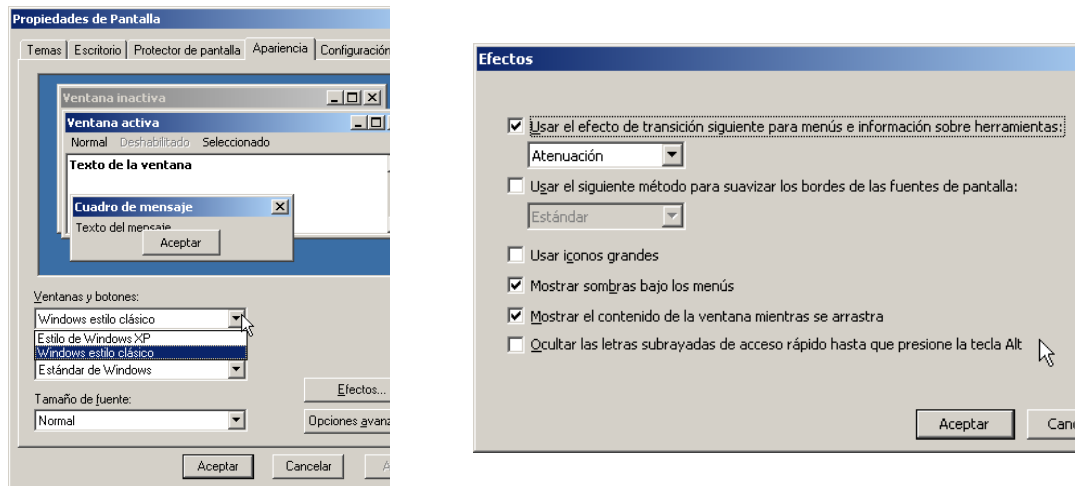 Propiedades de Pantalla
Temas Escritorio Protector de pantalla Apariencia Configuración
Ventana inactiva
Ventana activa
Normal Deshabilitado Seleccionado
Texto de la ventana
Cuadro de mensaje
Texto del mensaje
Aceptar
Ventanas y botones:
Windows estilo clásico
Estilo de Windows XP
Windows estilo clásico
Estándar de Windows
Tamaño de fuente:
Normal
Efectos...
Opciones
Aceptar Cancelar
Efectos
Usar el efecto de transición siguiente para menús e información sobre herramientas:
Atenuación
Usar el siguiente método para suavizar los bordes de las fuentes de pantalla:
Estándar
Usar iconos grandes
Mostrar sombras bajo los menús
Mostrar el contenido de la ventana mientras se arrastra
Ocultar las letras subrayadas de acceso rápido hasta que presione la tecla Alt
Aceptar